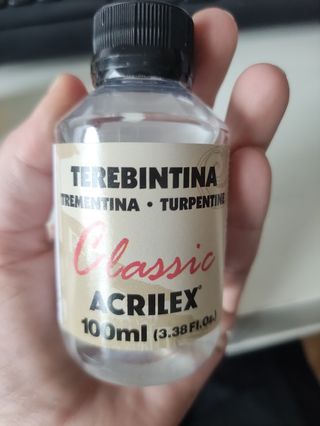 TEREBINTINA
TREMENTINA • TURPENTINE
Classic
ACRILEX®
100ml (3.38 Fl.Oz.)